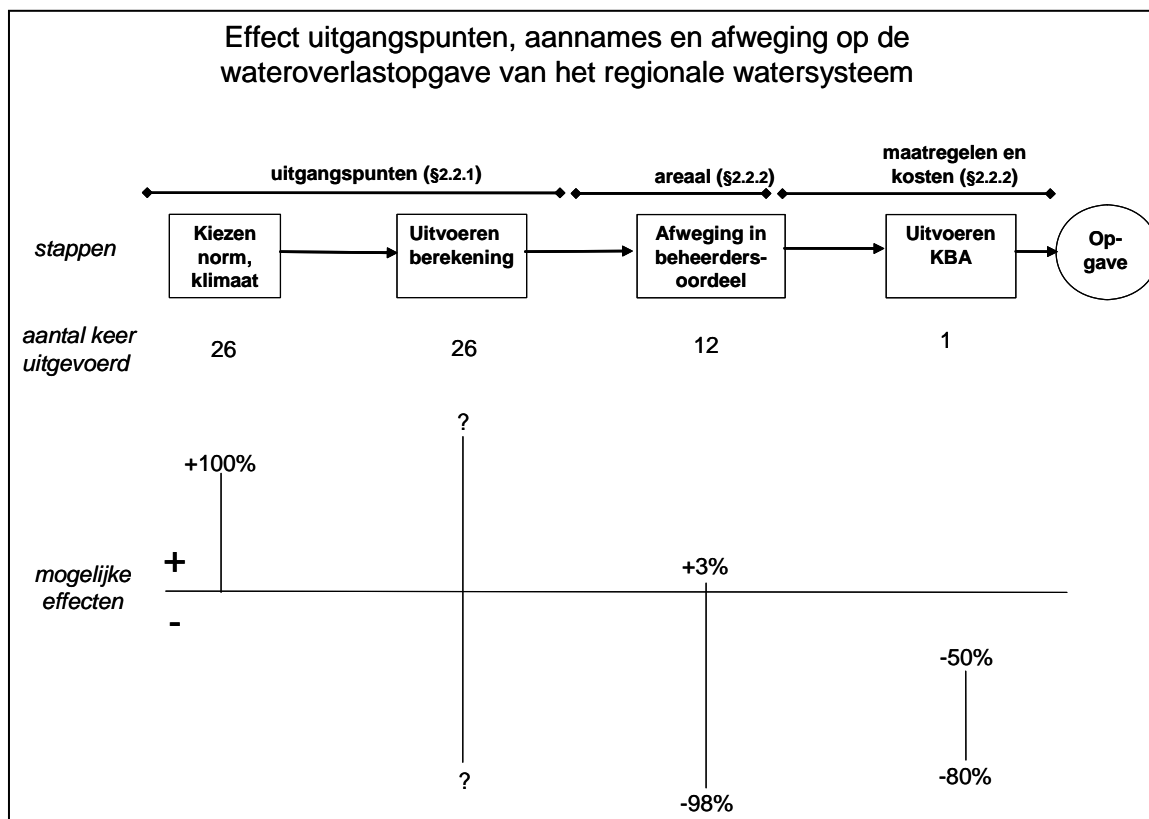 Effect uitgangspunten, aannames en afweging op de
wateroverlastopgave van het regionale watersysteem
uitgangspunten (§2.2.1)
areaal (§2.2.2)
maatregelen en
kosten (§2.2.2)
stappen
Kiezen
norm,
klimaat
Uitvoeren
berekening
Afweging in
beheerders-
oordeel
Uitvoeren
KBA
Op-
gave
aantal keer
uitgevoerd
26
26
12
1
mogelijke
effecten
+
-
+100%
?
?
+3%
-98%
-50%
-80%